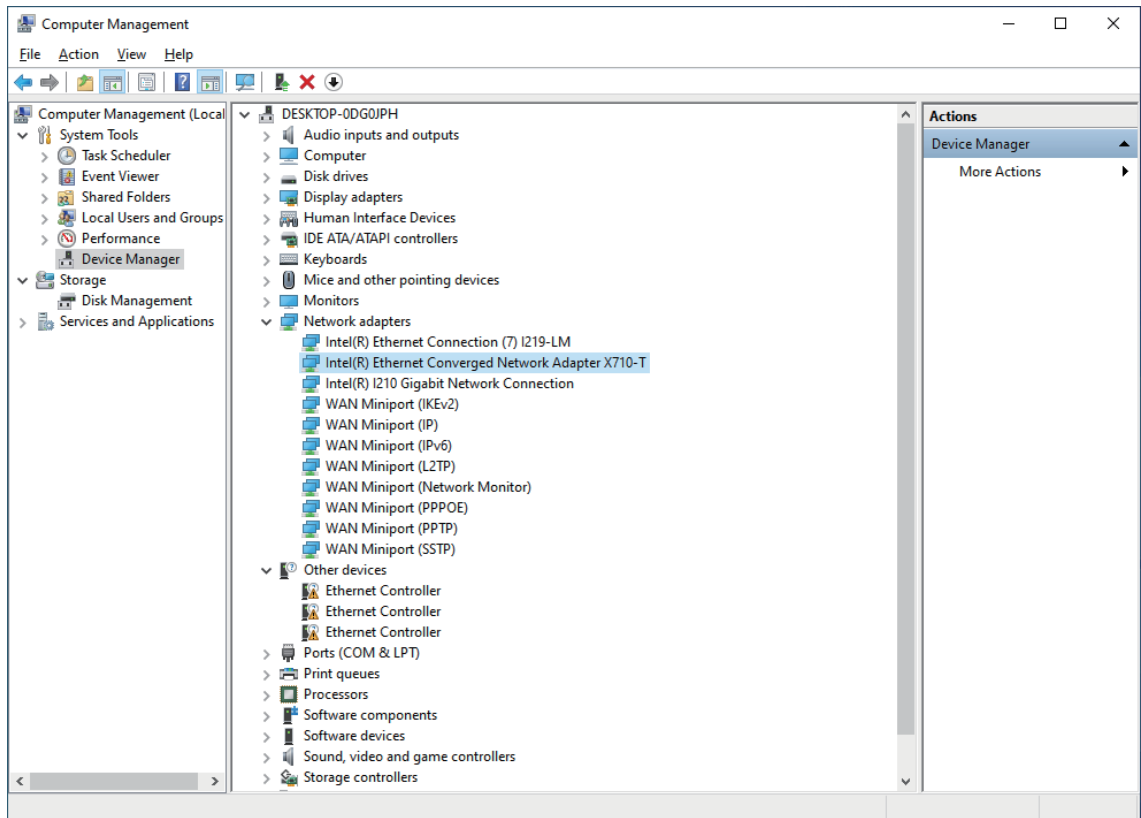 Computer Management
File Action View Help
Computer Management (Local
System Tools
Task Scheduler
Event Viewer
Shared Folders
Local Users and Groups
Performance
Device Manager
Storage
Disk Management
Services and Applications
DESKTOP-0DG0JPH
Audio inputs and outputs
Computer
Disk drives
Display adapters
Human Interface Devices
IDE ATA/ATAPI controllers
Keyboards
Mice and other pointing devices
Monitors
Network adapters
Intel(R) Ethernet Connection (7) I219-LM
Intel(R) Ethernet Converged Network Adapter X710-T
Intel(R) I210 Gigabit Network Connection
WAN Miniport (IKEv2)
WAN Miniport (IP)
WAN Miniport (IPv6)
WAN Miniport (L2TP)
WAN Miniport (Network Monitor)
WAN Miniport (PPPOE)
WAN Miniport (PPTP)
WAN Miniport (SSTP)
Other devices
Ethernet Controller
Ethernet Controller
Ethernet Controller
Ports (COM & LPT)
Print queues
Processors
Software components
Software devices
Sound, video and game controllers
Storage controllers
Actions
Device Manager
More Actions